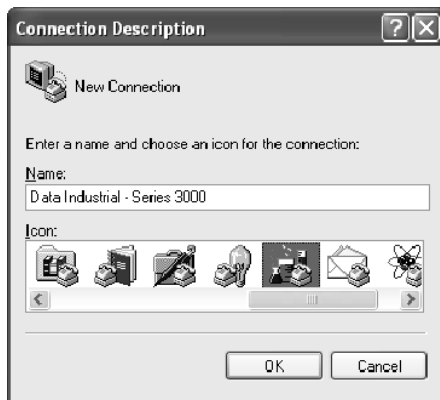 Connection Description
New Connection
Enter a name and choose an icon for the connection:
Name:
Data Industrial - Series 3000
Icon:
OK
Cancel